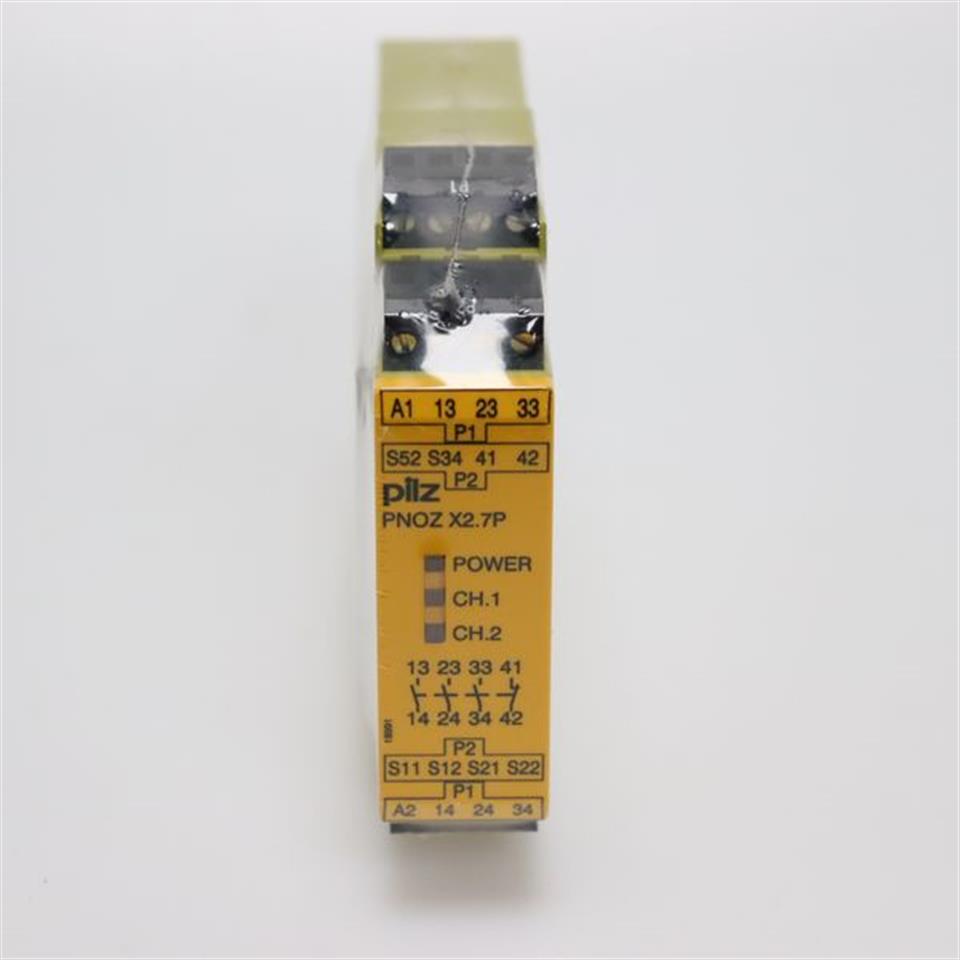 P1
A1 13 23 33
P1
S52 S34 41 42
P2
pilz
PNOZ X2.7P
POWER
CH.1
CH.2
13 23 33 41
14 24 34 42
P2
S11 S12 S21 S22
P1
A2 14 24 34